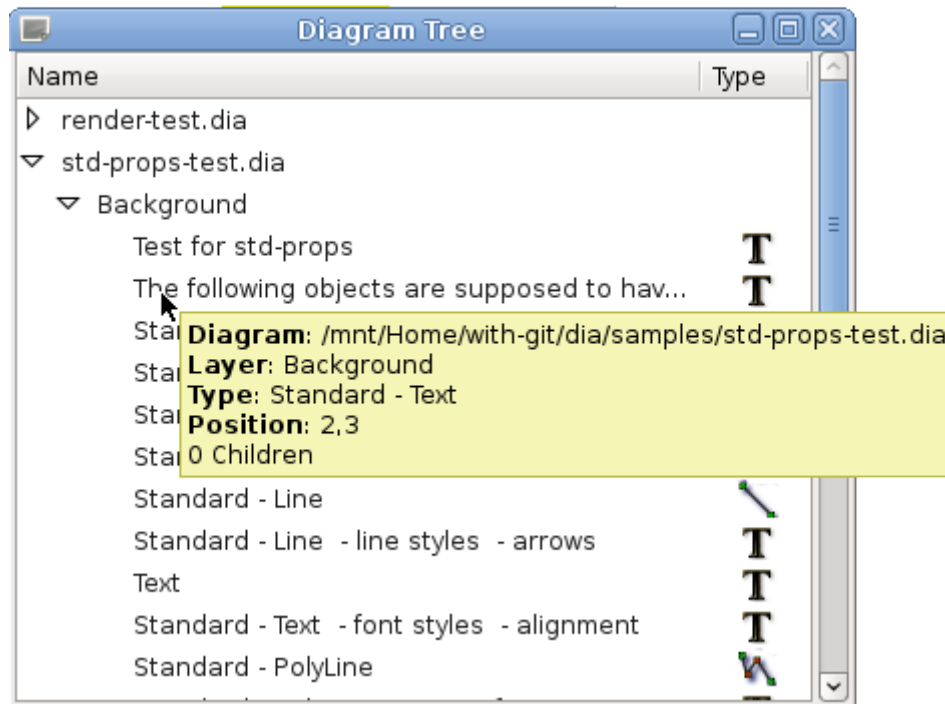 Diagram Tree
Name Type
render-test.dia
std-props-test.dia
Background
Test for std-props
The following objects are supposed to hav...
Diagram: /mnt/Home/with-git/dia/samples/std-props-test.dia
Layer: Background
Type: Standard - Text
Position: 2,3
0 Children
Standard - Line
Standard - Line - line styles - arrows
Text
Standard - Text - font styles - alignment
Standard - PolyLine